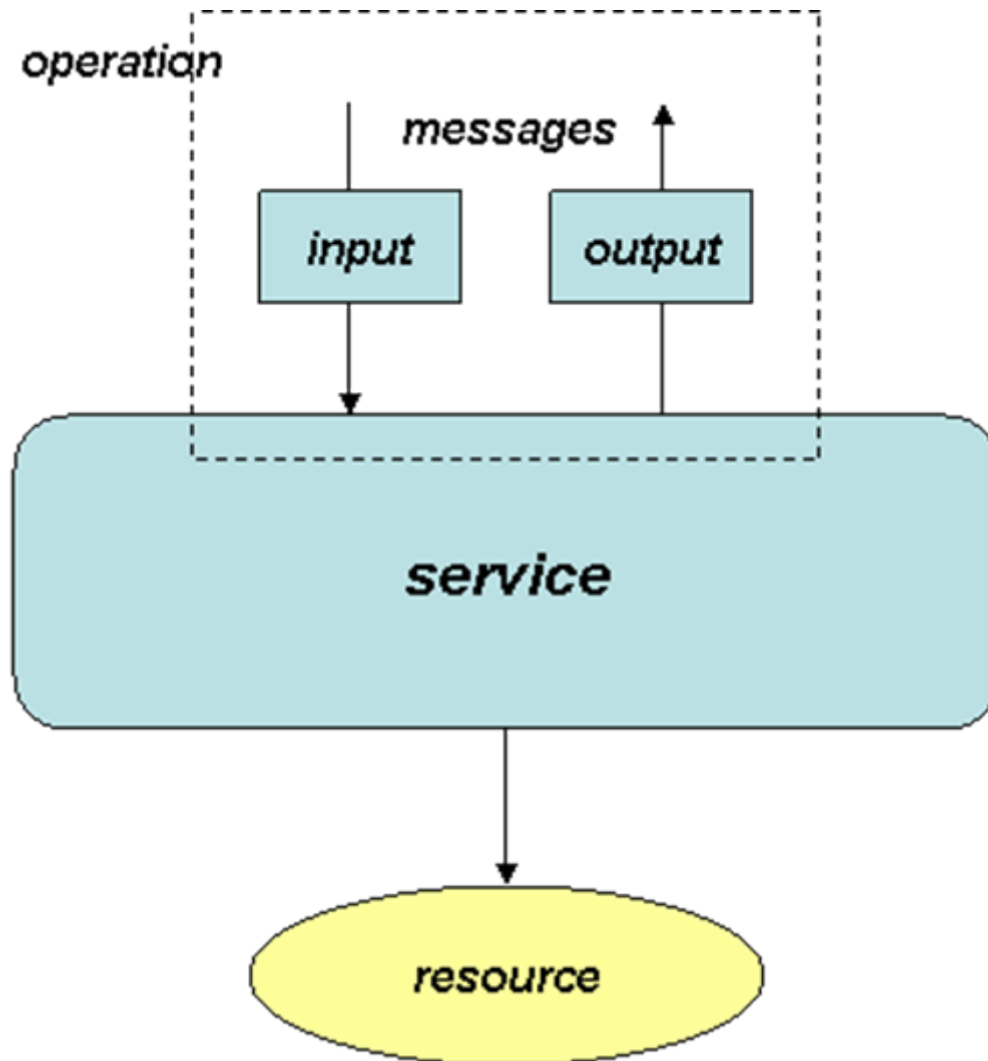 operation
messages
input
output
service
resource